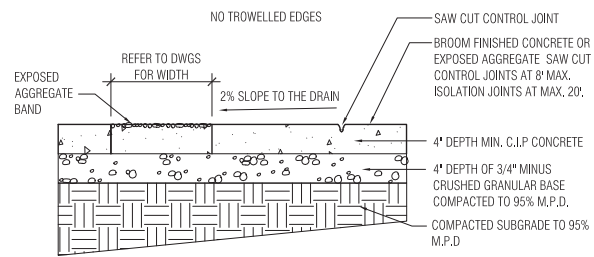 NO TROWELLED EDGES
SAW CUT CONTROL JOINT
BROOM FINISHED CONCRETE OR
EXPOSED AGGREGATE SAW CUT
CONTROL JOINTS AT 8' MAX.
ISOLATION JOINTS AT MAX. 20'.
REFER TO DWGS
FOR WIDTH
EXPOSED
AGGREGATE
BAND
2% SLOPE TO THE DRAIN
4" DEPTH MIN. C.I.P CONCRETE
4" DEPTH OF 3/4" MINUS
CRUSHED GRANULAR BASE
COMPACTED TO 95% M.P.D.
COMPACTED SUBGRADE TO 95%
M.P.D